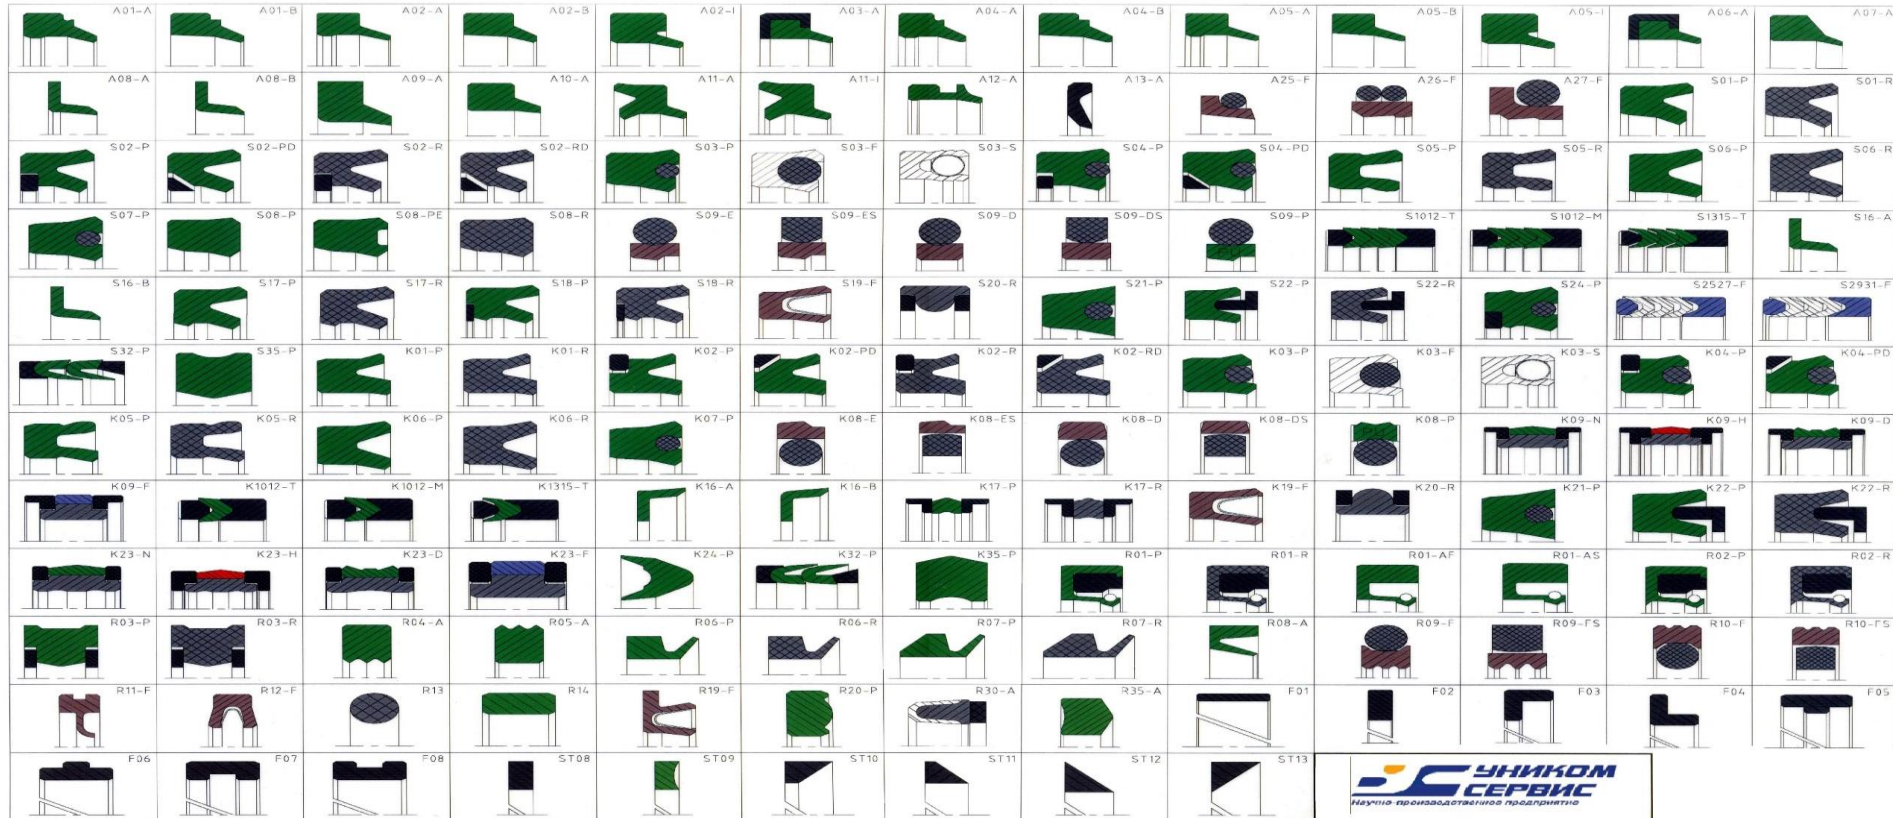 A01-A A01-B A02-A A02-B A02-I A03-A A04-A A04-B A05-A A05-B A05-I A06-A A07-A
A08-A A08-B A09-A A10-A A11-A A11-I A12-A A13-A A25-F A26-F A27-F S01-P S01-R
S02-P S02-PD S02-R S02-RD S03-P S03-F S03-S S04-P S04-PD S05-P S05-R S06-P S06-R
S07-P S08-P S08-PE S08-R S09-E S09-ES S09-D S09-DS S09-P S1012-T S1012-M S1315-T S16-A
S16-B S17-P S17-R S18-P S18-R S19-F S20-R S21-P S22-P S22-R S24-P S2527-F S2931-F
S32-P S35-P K01-P K01-R K02-P K02-PD K02-R K02-RD K03-P K03-F K03-S K04-P K04-PD
K05-P K05-R K06-P K06-R K07-P K08-E K08-ES K08-D K08-DS K08-P K09-N K09-H K09-D
K09-F K1012-T K1012-M K1315-T K16-A K16-B K17-P K17-R K19-F K20-R K21-P K22-P K22-R
K23-N K23-H K23-D K23-F K24-P K32-P K35-P R01-P R01-R R01-AF R01-AS R02-P R02-R
R03-P R03-R R04-A R05-A R06-P R06-R R07-P R07-R R08-A R09-F R09-FS R10-F R10-FS
R11-F R12-F R13 R14 R19-F R20-P R30-A R35-A F01 F02 F03 F04 F05
F06 F07 F08 ST08 ST09 ST10 ST11 ST12 ST13
УНИКОМ
СЕРВИС
Научно-производственное предприятие